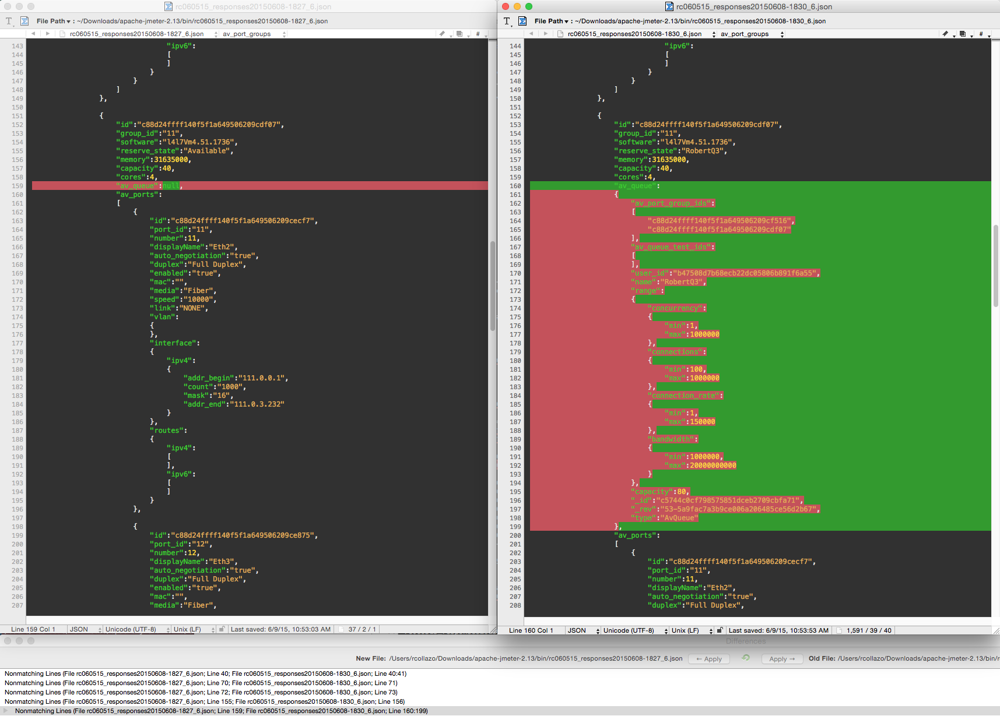 rc060515_responses20150608-1827_6.json
File Path ▾ : ~/Downloads/apache-jmeter-2.13/bin/rc060515_responses20150608-1827_6.json
rc060515_responses20150608-1827_6.json av_port_groups #
143 "ipv6":
144 [
145 ]
146 }
147 }
148 ]
149 },
150
151 {
152 "id":"c88d24ffff140f5f1a649506209cdf07",
153 "group_id":"11",
154 "software":"l4l7Vm4.51.1736",
155 "reserve_state":"Available",
156 "memory":31635000,
157 "capacity":40,
158 "cores":4,
159 "av_queue":null,
160 "av_ports":
161 [
162 {
163 "id":"c88d24ffff140f5f1a649506209cecf7",
164 "port_id":"11",
165 "number":11,
166 "displayName":"Eth2",
167 "auto_negotiation":"true",
168 "duplex":"Full Duplex",
169 "enabled":"true",
170 "mac":"",
171 "media":"Fiber",
172 "speed":"10000",
173 "link":"NONE",
174 "vlan":
175 {
176 },
177 "interface":
178 {
179 "ipv4":
180 {
181 "addr_begin":"111.0.0.1",
182 "count":"1000",
183 "mask":"16",
184 "addr_end":"111.0.3.232"
185 }
186 },
187 "routes":
188 {
189 "ipv4":
190 [
191 ],
192 "ipv6":
193 [
194 ]
195 }
196 },
197
198 {
199 "id":"c88d24ffff140f5f1a649506209ce875",
200 "port_id":"12",
201 "number":12,
202 "displayName":"Eth3",
203 "auto_negotiation":"true",
204 "duplex":"Full Duplex",
205 "enabled":"true",
206 "mac":"",
207 "media":"Fiber",
Line 159 Col 1 JSON Unicode (UTF-8) Unix (LF) Last saved: 6/9/15, 10:53:03 AM 37 / 2 / 1
rc060515_responses20150608-1830_6.json
File Path ▾ : ~/Downloads/apache-jmeter-2.13/bin/rc060515_responses20150608-1830_6.json
rc060515_responses20150608-1830_6.json av_port_groups #
144 "ipv6":
145 [
146 ]
147 }
148 }
149 ]
150 },
151
152 {
153 "id":"c88d24ffff140f5f1a649506209cdf07",
154 "group_id":"11",
155 "software":"l4l7Vm4.51.1736",
156 "reserve_state":"RobertQ3",
157 "memory":31635000,
158 "capacity":40,
159 "cores":4,
160 "av_queue":
161 {
162 "av_port_group_ids":
163 [
164 "c88d24ffff140f5f1a649506209cf516",
165 "c88d24ffff140f5f1a649506209cdf07"
166 ],
167 "av_queue_test_ids":
168 [
169 ],
170 "user_id":"b47508d7b68ecb22dc05806b891f6a55",
171 "name":"RobertQ3",
172 "range":
173 {
174 "concurrency":
175 {
176 "min":1,
177 "max":1000000
178 },
179 "connections":
180 {
181 "min":100,
182 "max":1000000
183 },
184 "connection_rate":
185 {
186 "min":1,
187 "max":150000
188 },
189 "bandwidth":
190 {
191 "min":1000000,
192 "max":20000000000
193 }
194 },
195 "capacity":80,
196 "_id":"c5744c0cf798575851dceb2709cbfa71",
197 "_rev":"53-5a9fac7a3b9ce006a206485ce56d2b67",
198 "type":"AvQueue"
199 },
200 "av_ports":
201 [
202 {
203 "id":"c88d24ffff140f5f1a649506209cecf7",
204 "port_id":"11",
205 "number":11,
206 "displayName":"Eth2",
207 "auto_negotiation":"true",
208 "duplex":"Full Duplex",
Line 160 Col 1 JSON Unicode (UTF-8) Unix (LF) Last saved: 6/9/15, 10:53:53 AM 1,591 / 39 / 40
Differences
New File: /Users/rcollazo/Downloads/apache-jmeter-2.13/bin/rc060515_responses20150608-1827_6.json ← Apply Apply → Old File: /Users/rcollazo/Downloads/apache-jmeter-2.13/bin/r
Nonmatching Lines (File rc060515_responses20150608-1827_6.json; Line 40; File rc060515_responses20150608-1830_6.json; Line 40:41)
Nonmatching Lines (File rc060515_responses20150608-1827_6.json; Line 70; File rc060515_responses20150608-1830_6.json; Line 71)
Nonmatching Lines (File rc060515_responses20150608-1827_6.json; Line 72; File rc060515_responses20150608-1830_6.json; Line 73)
Nonmatching Lines (File rc060515_responses20150608-1827_6.json; Line 155; File rc060515_responses20150608-1830_6.json; Line 156)
Nonmatching Lines (File rc060515_responses20150608-1827_6.json; Line 159; File rc060515_responses20150608-1830_6.json; Line 160:199)